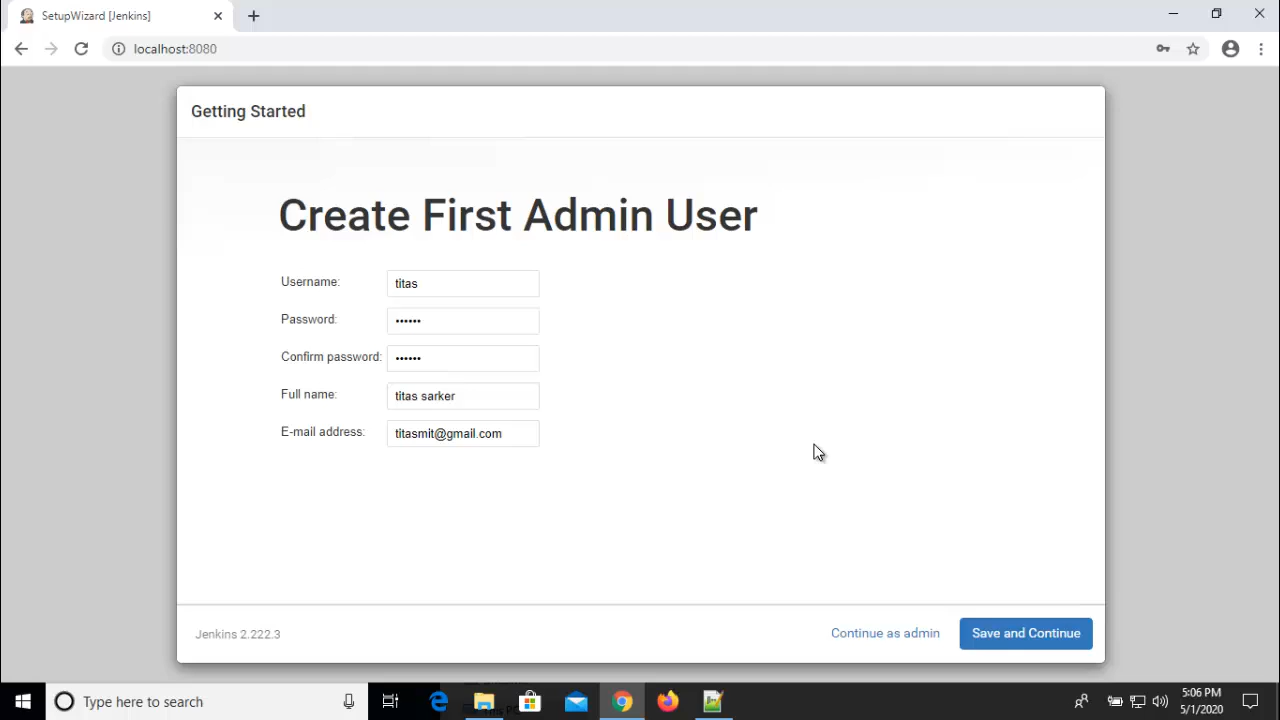 SetupWizard [Jenkins]
localhost:8080
Getting Started
Create First Admin User
Username: titas
Password: ••••••
Confirm password: ••••••
Full name: titas sarker
E-mail address: titasmit@gmail.com
Jenkins 2.222.3
Continue as admin
Save and Continue
Type here to search
5:06 PM
5/1/2020